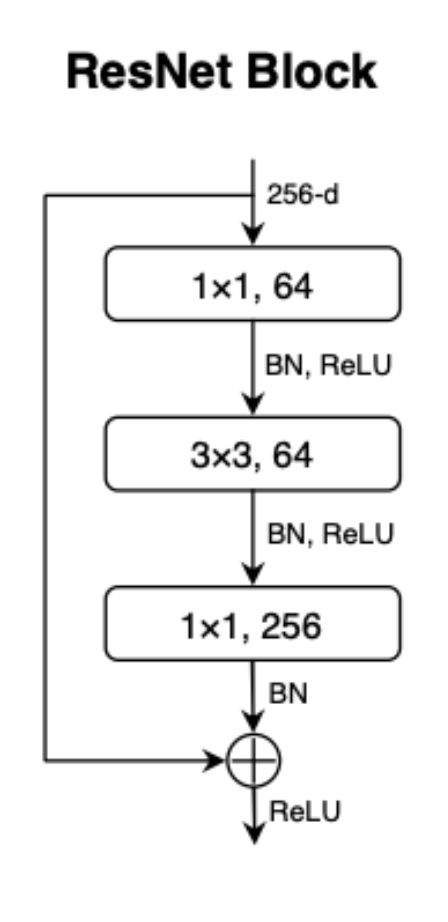 ResNet Block
256-d
1×1, 64
BN, ReLU
3×3, 64
BN, ReLU
1×1, 256
BN
ReLU